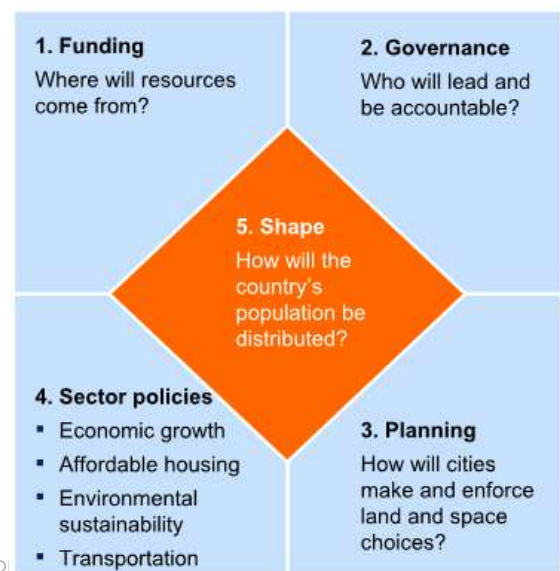 1. Funding
Where will resources
come from?
2. Governance
Who will lead and
be accountable?
5. Shape
How will the
country's
population be
distributed?
4. Sector policies
▪ Economic growth
▪ Affordable housing
▪ Environmental
sustainability
▪ Transportation
3. Planning
How will cities
make and enforce
land and space
choices?